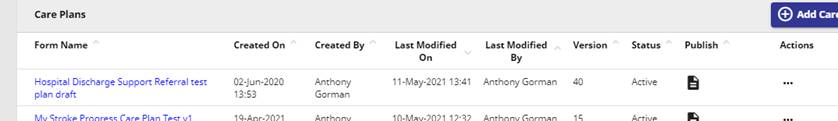 Care Plans
Add Care
Form Name Created On Created By Last Modified On Last Modified By Version Status Publish Actions
Hospital Discharge Support Referral test plan draft 02-Jun-2020 13:53 Anthony Gorman 11-May-2021 13:41 Anthony Gorman 40 Active ...
My Stroke Progress Care Plan Test v1 19-Apr-2021 Anthony 10-May-2021 12:32 Anthony Gorman 15 Active ...